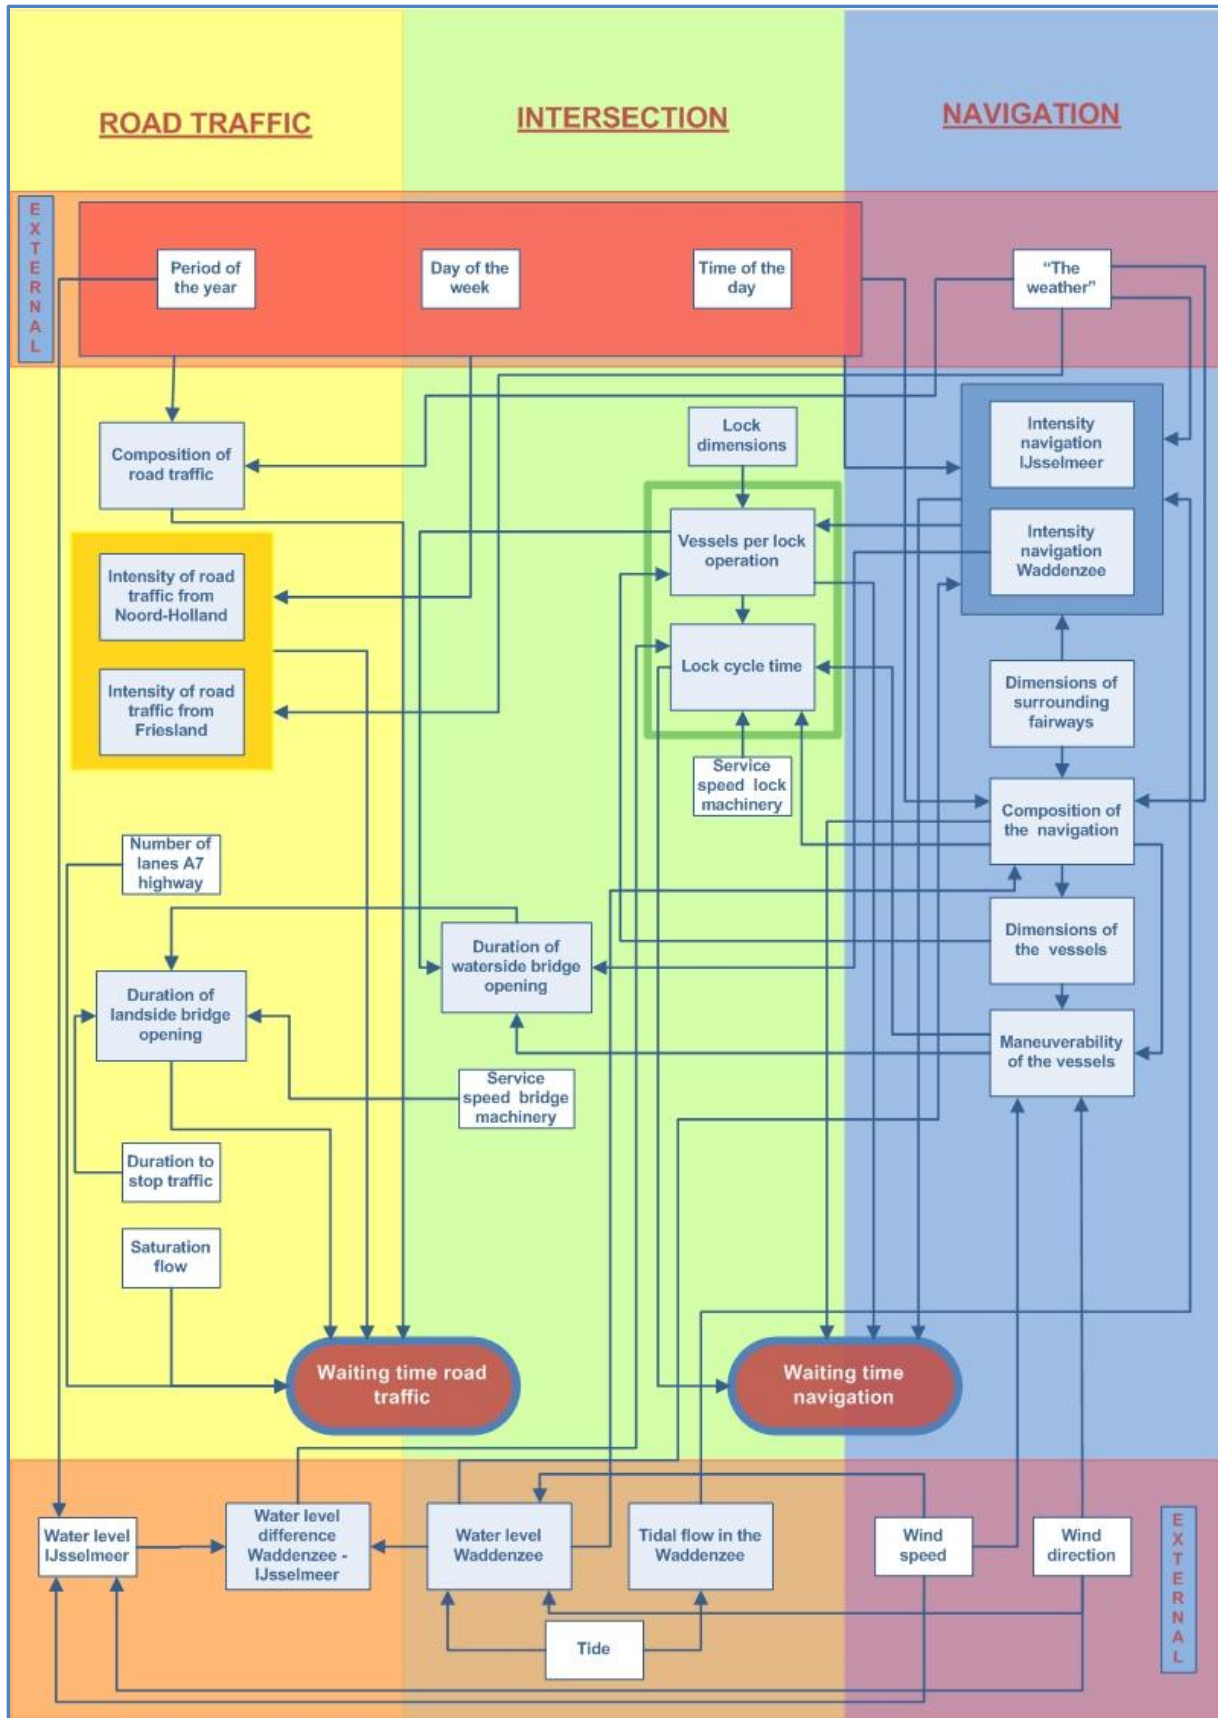 ROAD TRAFFIC
INTERSECTION
NAVIGATION
EXTERNAL
Period of
the year
Day of the
week
Time of the
day
“The
weather”
Composition of
road traffic
Lock
dimensions
Intensity
navigation
IJsselmeer
Intensity
navigation
Waddenzee
Vessels per lock
operation
Intensity of road
traffic from
Noord-Holland
Lock cycle time
Intensity of road
traffic from
Friesland
Dimensions of
surrounding
fairways
Service
speed lock
machinery
Composition of
the navigation
Number of
lanes A7
highway
Dimensions of
the vessels
Duration of
waterside bridge
opening
Duration of
landside bridge
opening
Maneuverability
of the vessels
Service
speed bridge
machinery
Duration to
stop traffic
Saturation
flow
Waiting time road
traffic
Waiting time
navigation
Water level
IJsselmeer
Water level
difference
Waddenzee -
IJsselmeer
Water level
Waddenzee
Tidal flow in the
Waddenzee
Wind
speed
Wind
direction
EXTERNAL
Tide